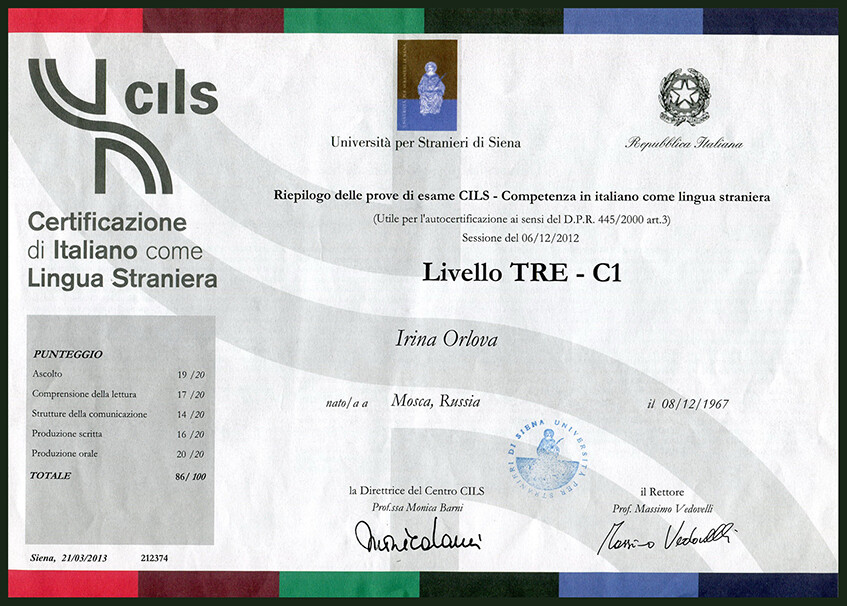 cils
Certificazione
di Italiano come
Lingua Straniera
Università per Stranieri di Siena
Repubblica Italiana
Riepilogo delle prove di esame CILS - Competenza in italiano come lingua straniera
(Utile per l'autocertificazione ai sensi del D.P.R. 445/2000 art.3)
Sessione del 06/12/2012
Livello TRE - C1
Irina Orlova
nato/a a Mosca, Russia il 08/12/1967
PUNTEGGIO
Ascolto 19 /20
Comprensione della lettura 17 /20
Strutture della comunicazione 14 /20
Produzione scritta 16 /20
Produzione orale 20 /20
TOTALE 86/ 100
UNIVERSITÀ PER STRANIERI DI SIENA
la Direttrice del Centro CILS
Prof.ssa Monica Barni
il Rettore
Prof. Massimo Vedovelli
Massimo Vedovelli
Siena, 21/03/2013 212374